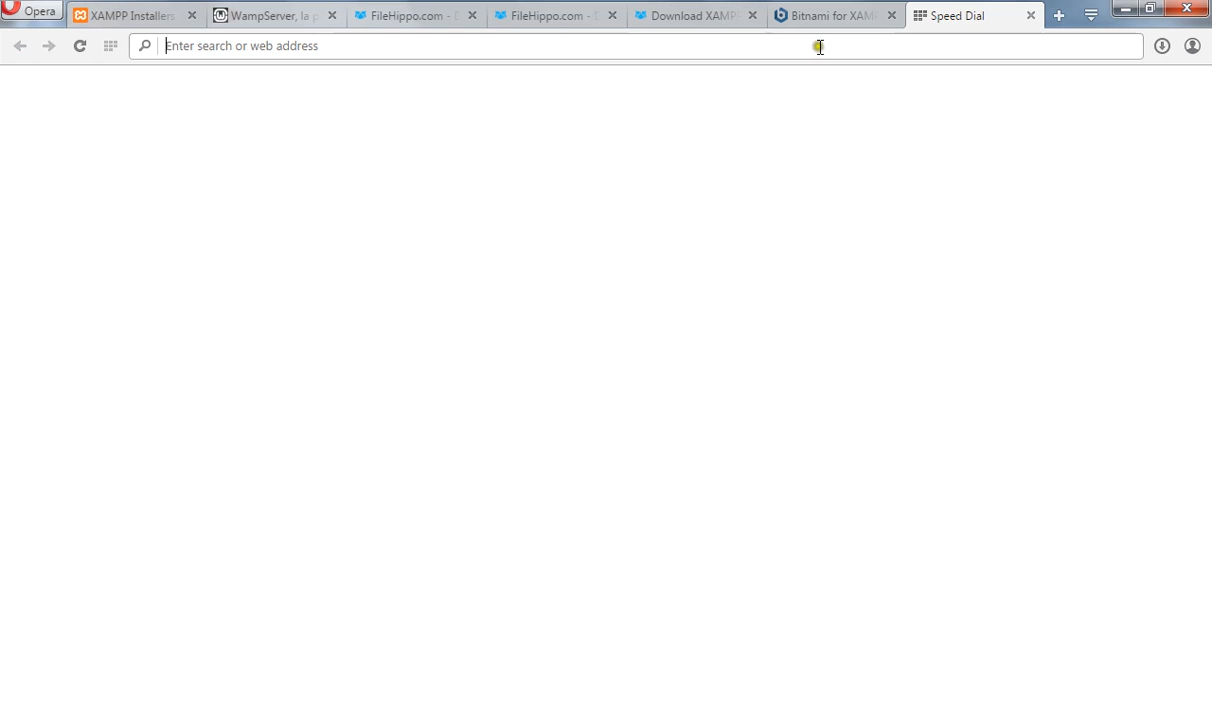 Opera
XAMPP Installers
WampServer, la p
FileHippo.com - D
FileHippo.com - D
Download XAMPP
Bitnami for XAMP
Speed Dial
Enter search or web address